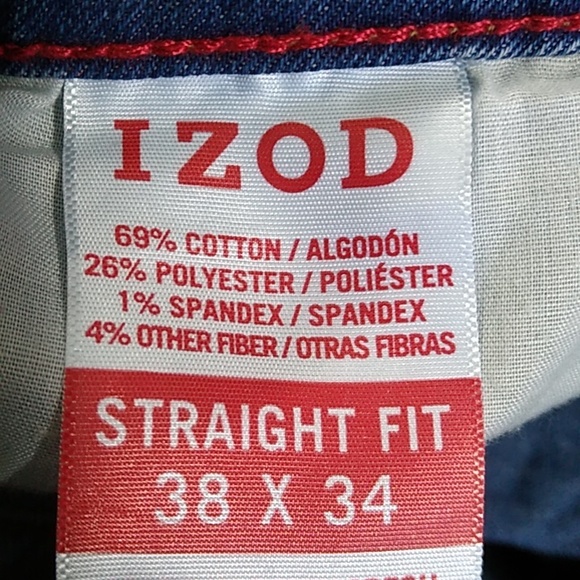 IZOD
69% COTTON / ALGODÓN
26% POLYESTER / POLIÉSTER
1% SPANDEX / SPANDEX
4% OTHER FIBER / OTRAS FIBRAS
STRAIGHT FIT
38 X 34